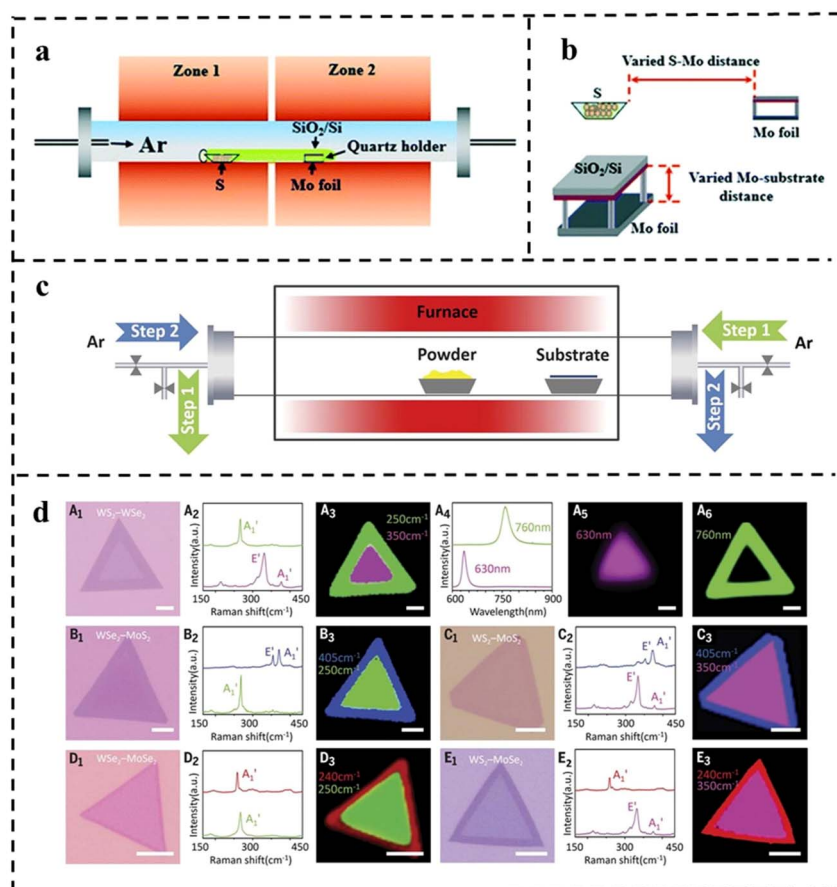 a
Zone 1 Zone 2
SiO₂/Si
Ar Quartz holder
S Mo foil
b
Varied S-Mo distance
S
Mo foil
SiO₂/Si
Varied Mo-substrate
distance
Mo foil
c
Furnace
Ar Step 2 Step 1 Ar
Powder Substrate
Step 1 Step 2
d
A₁ WS₂–WSe₂
A₂ A₁' E' A₁'
Intensity(a.u.)
150 300 450
Raman shift(cm⁻¹)
A₃ 250cm⁻¹
350cm⁻¹
A₄ 760nm
630nm
Intensity(a.u.)
600 900
Wavelength(nm)
A₅
630nm
A₆
760nm
B₁ WSe₂–MoS₂
B₂ E' A₁'
A₁'
Intensity(a.u.)
150 300 450
Raman shift(cm⁻¹)
B₃
405cm⁻¹
250cm⁻¹
C₁ WS₂–MoS₂
C₂ E' A₁'
E' A₁'
Intensity(a.u.)
150 300 450
Raman shift(cm⁻¹)
C₃
405cm⁻¹
350cm⁻¹
D₁ WSe₂–MoSe₂
D₂ A₁'
A₁'
Intensity(a.u.)
150 300 450
Raman shift(cm⁻¹)
D₃
240cm⁻¹
250cm⁻¹
E₁ WS₂–MoSe₂
E₂ A₁'
E' A₁'
Intensity(a.u.)
150 300 450
Raman shift(cm⁻¹)
E₃
240cm⁻¹
350cm⁻¹